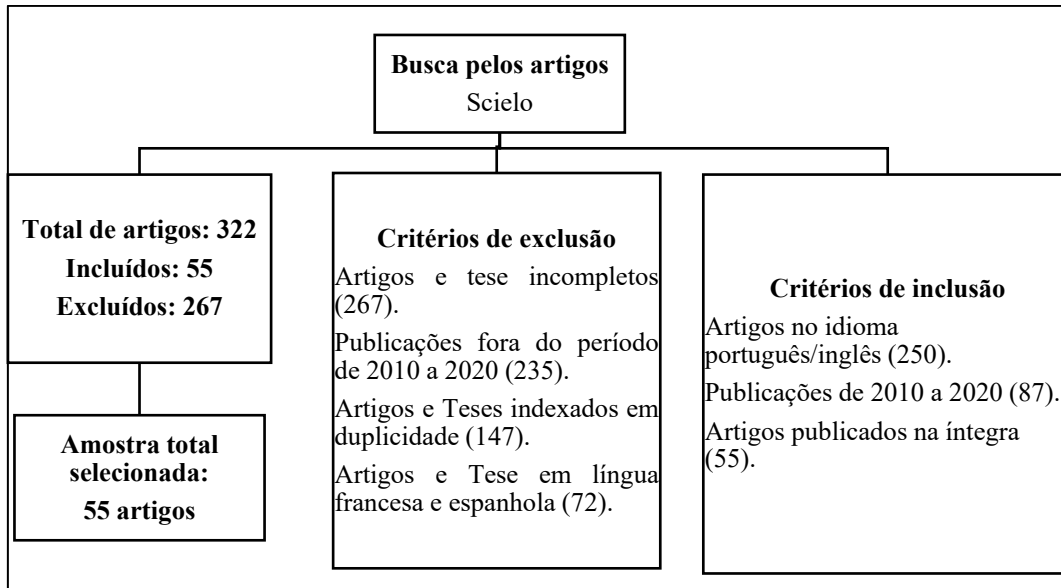 Busca pelos artigos
Scielo
Total de artigos: 322
Incluídos: 55
Excluídos: 267
Amostra total
selecionada:
55 artigos
Critérios de exclusão
Artigos e tese incompletos
(267).
Publicações fora do período
de 2010 a 2020 (235).
Artigos e Teses indexados em
duplicidade (147).
Artigos e Tese em língua
francesa e espanhola (72).
Critérios de inclusão
Artigos no idioma
português/inglês (250).
Publicações de 2010 a 2020 (87).
Artigos publicados na íntegra
(55).